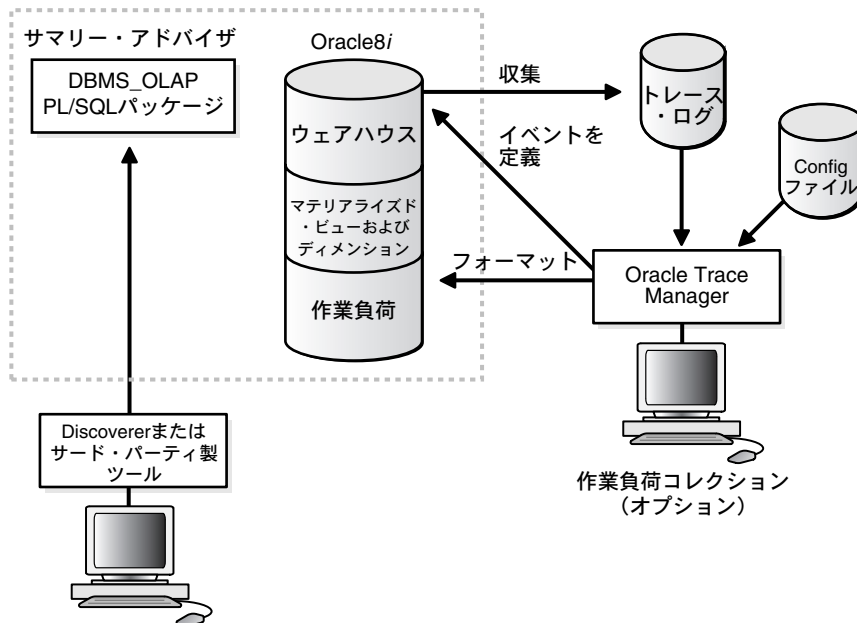 サマリー・アドバイザ
DBMS_OLAP
PL/SQLパッケージ
Oracle8i
ウェアハウス
マテリアライズド
・ビューおよび
ディメンション
作業負荷
収集
イベントを
定義
フォーマット
トレース
・ログ
Config
ファイル
Oracle Trace
Manager
作業負荷コレクション
（オプション）
Discovererまたは
サード・パーティ製
ツール